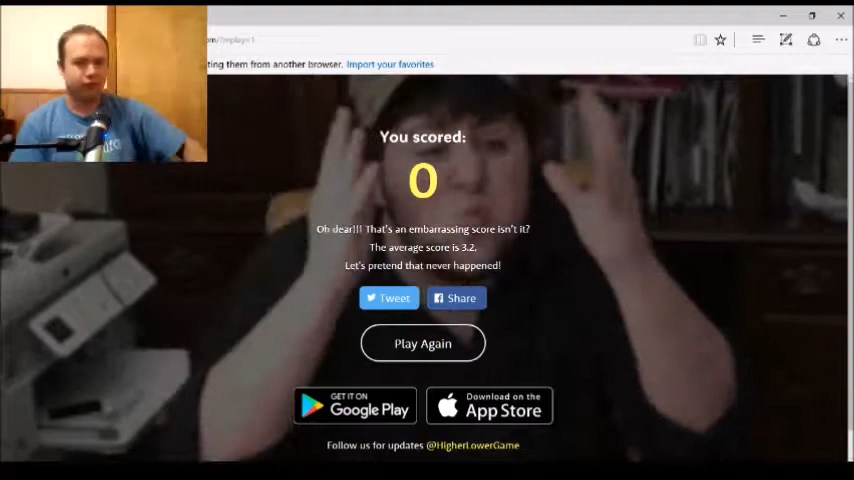 ting them from another browser. Import your favorites
You scored:
0
Oh dear!!! That's an embarrassing score isn't it?
The average score is 3.2.
Let's pretend that never happened!
Tweet Share
Play Again
GET IT ON
Google Play
Download on the
App Store
Follow us for updates @HigherLowerGame